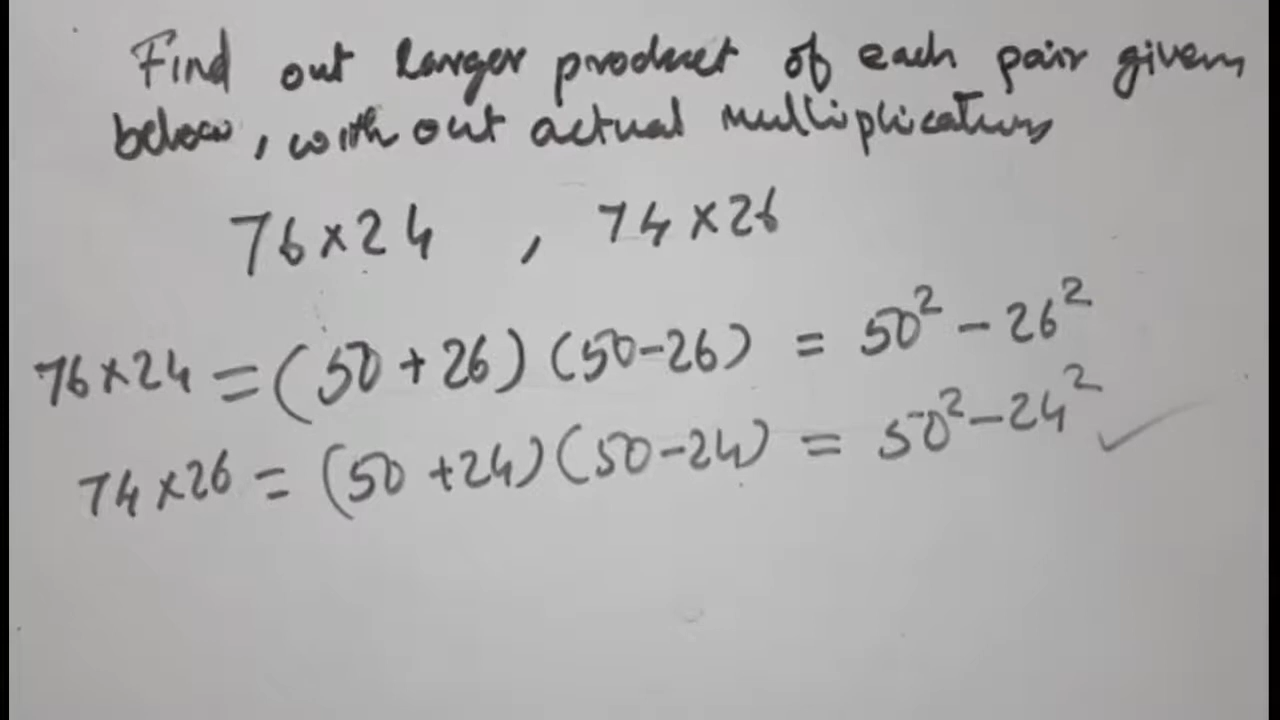 Find out larger product of each pair given
below, without actual multiplication
76×24 , 74×26
76×24 = (50+26) (50-26) = 50² - 26²
74×26 = (50+24) (50-24) = 50² - 24² ✓